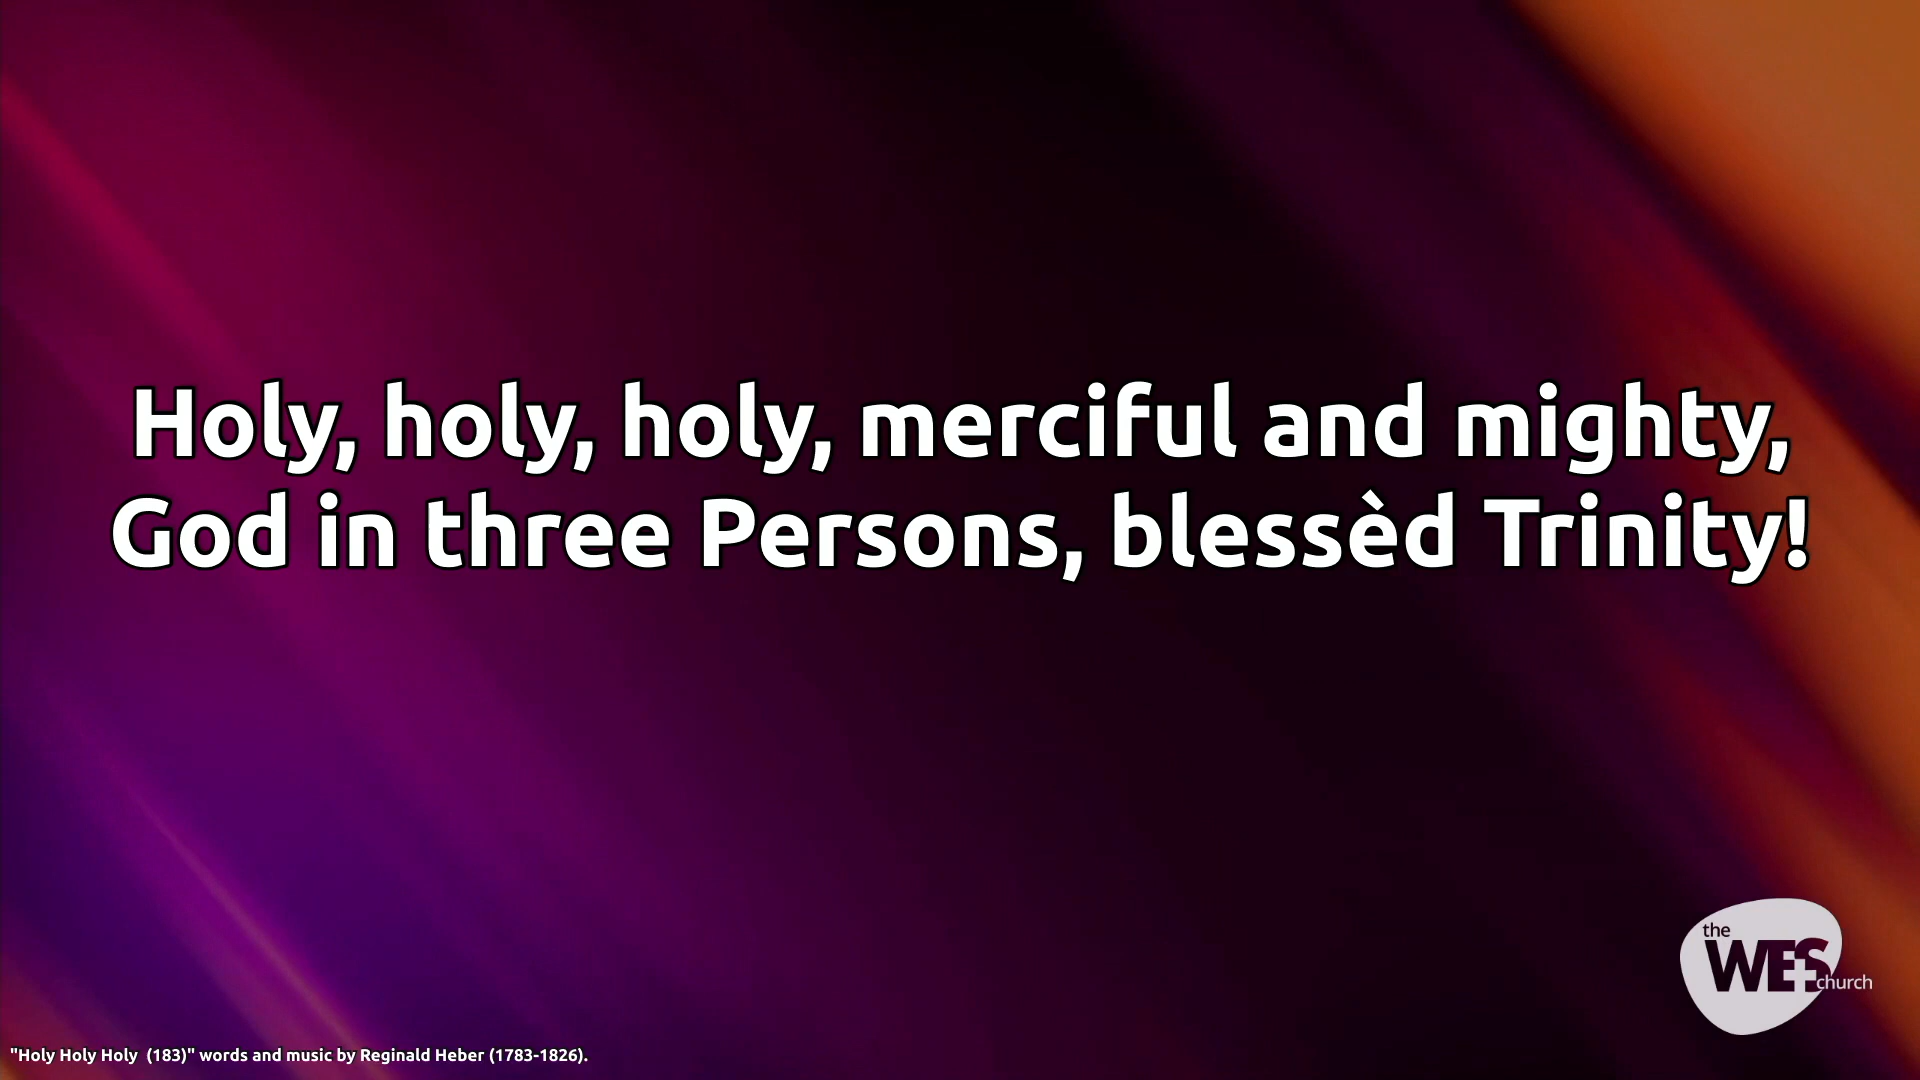 Holy, holy, holy, merciful and mighty,
God in three Persons, blessèd Trinity!
the
WES
church
"Holy Holy Holy  (183)" words and music by Reginald Heber (1783-1826).